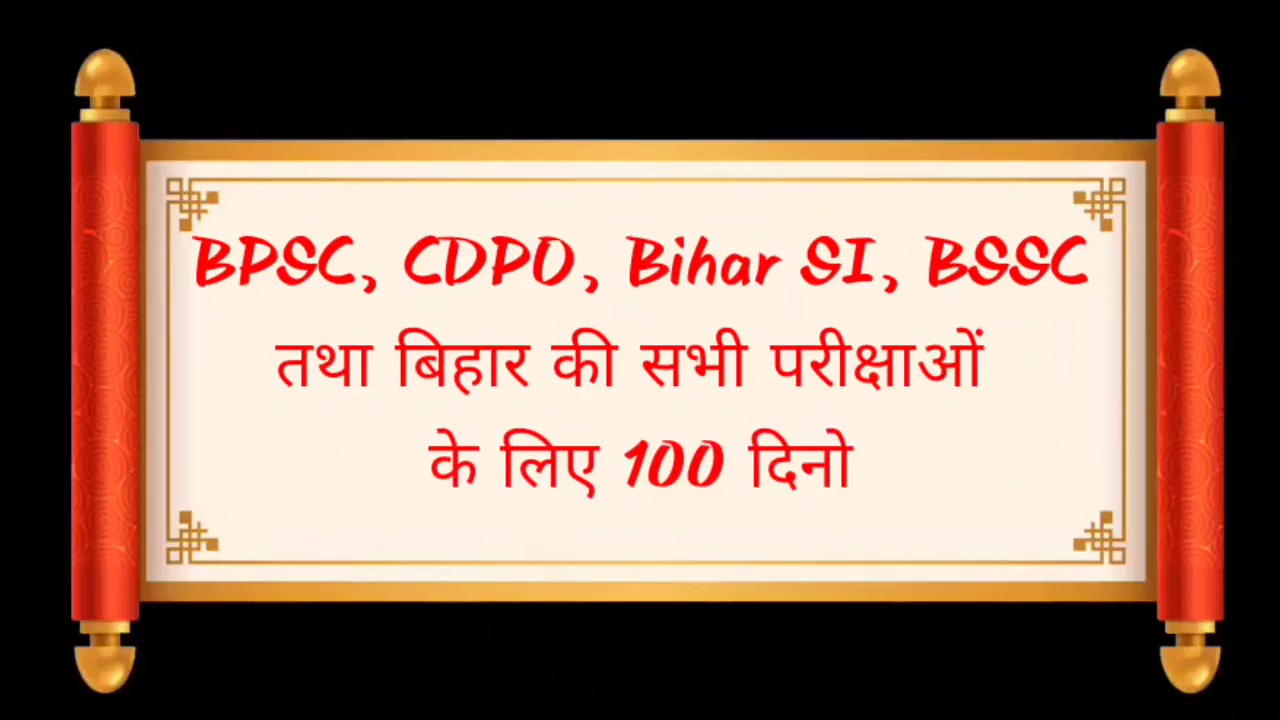 BPSC, CDPO, Bihar SI, BSSC
तथा बिहार की सभी परीक्षाओं
के लिए 100 दिनो